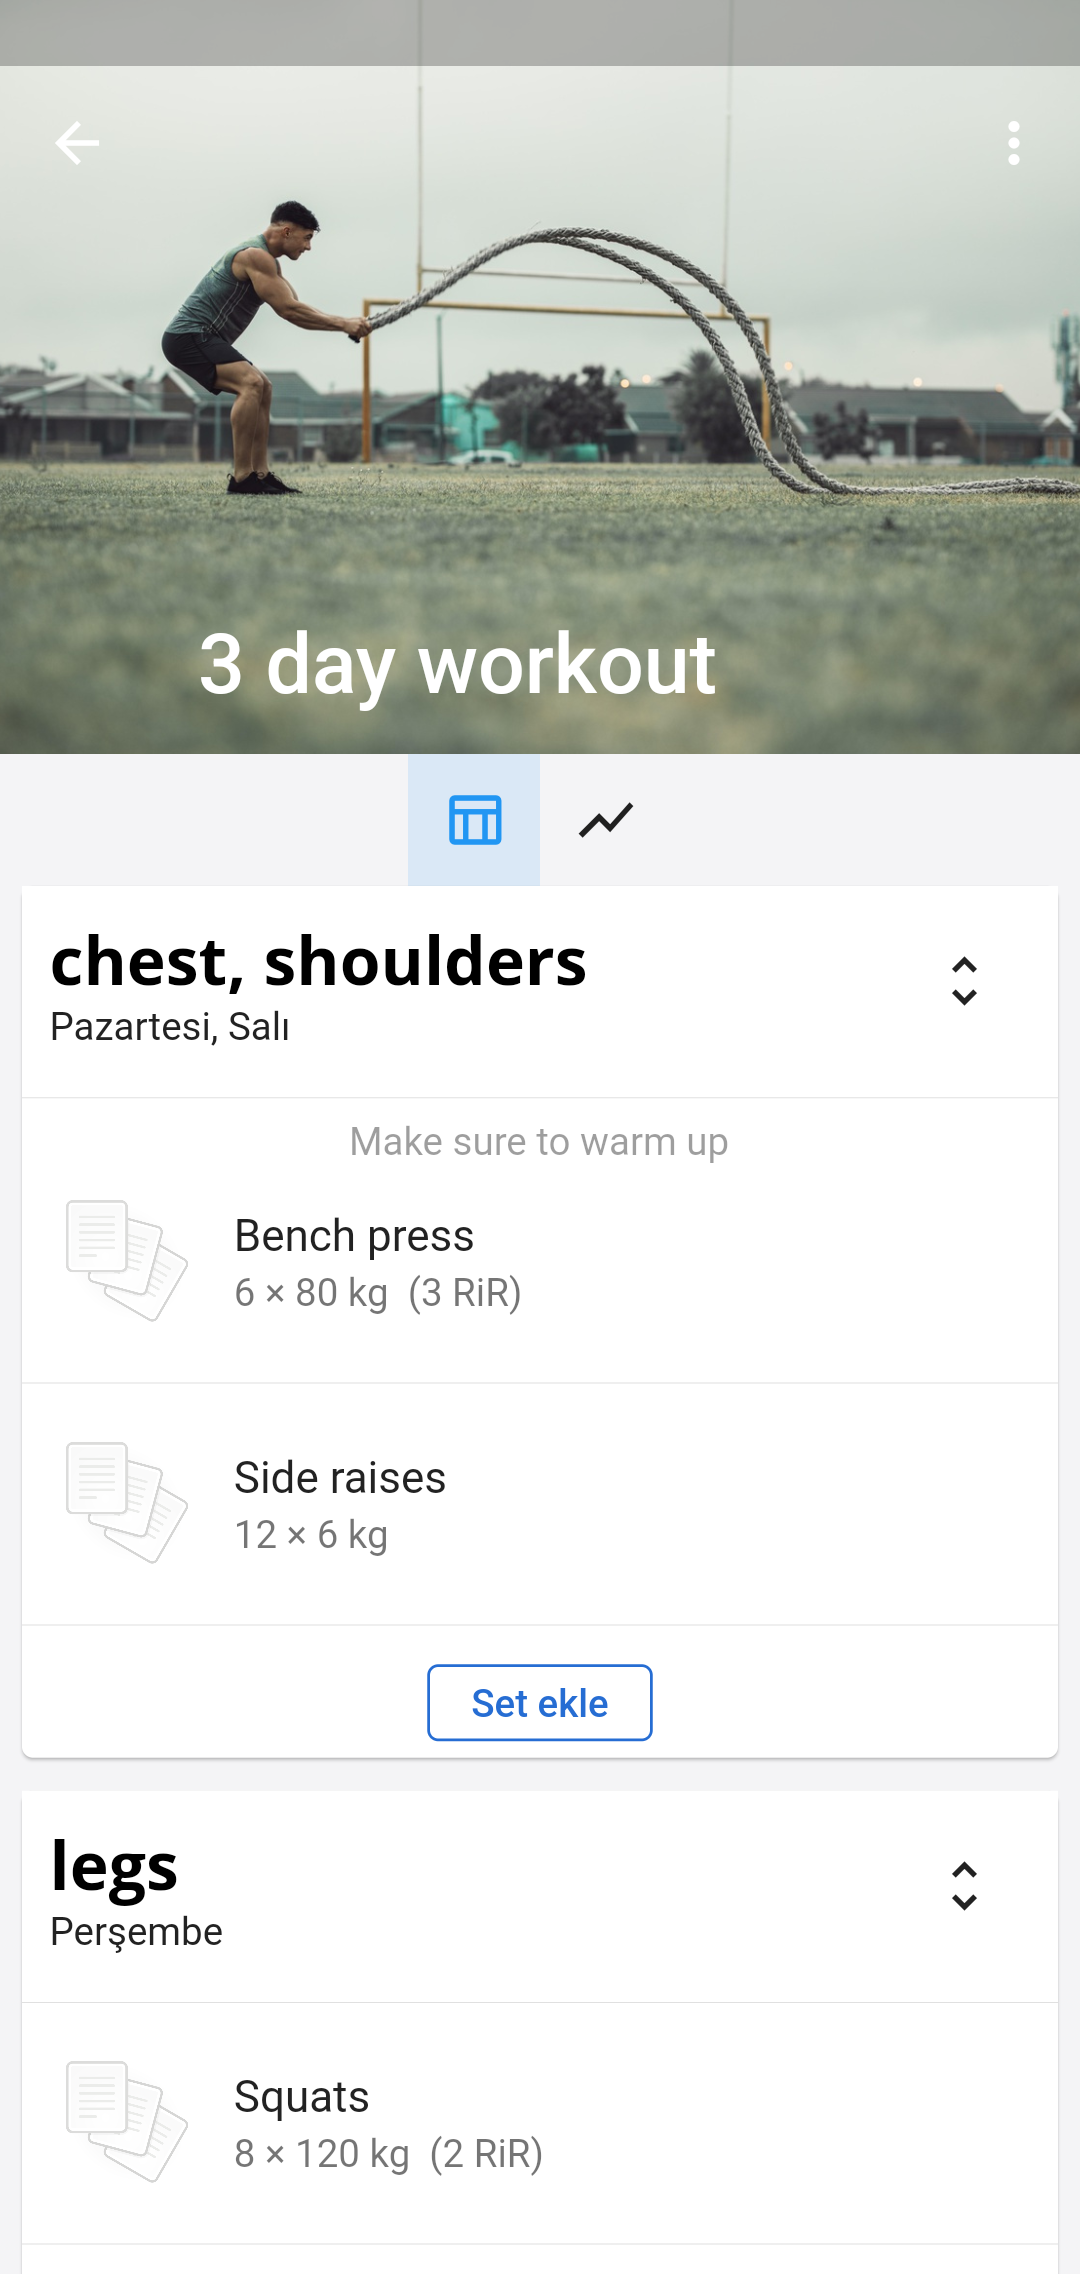 3 day workout
chest, shoulders
Pazartesi, Salı
Make sure to warm up
Bench press
6 × 80 kg (3 RiR)
Side raises
12 × 6 kg
Set ekle
legs
Perşembe
Squats
8 × 120 kg (2 RiR)